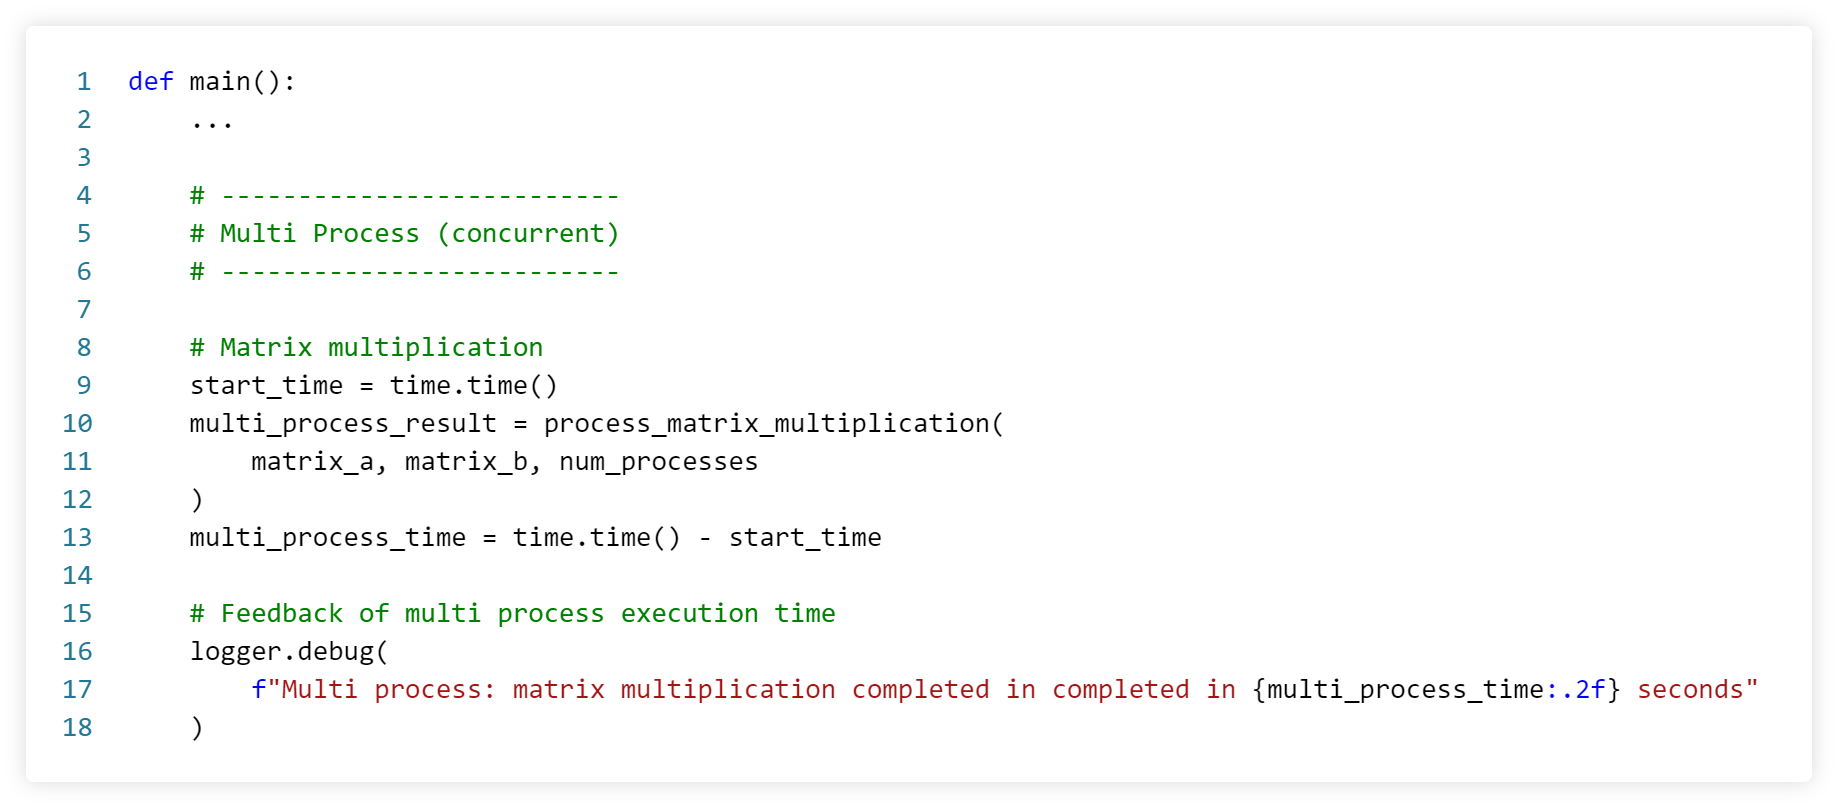 1 def main():
2     ...
3
4     # --------------------------
5     # Multi Process (concurrent)
6     # --------------------------
7
8     # Matrix multiplication
9     start_time = time.time()
10     multi_process_result = process_matrix_multiplication(
11         matrix_a, matrix_b, num_processes
12     )
13     multi_process_time = time.time() - start_time
14
15     # Feedback of multi process execution time
16     logger.debug(
17         f"Multi process: matrix multiplication completed in completed in {multi_process_time:.2f} seconds"
18     )